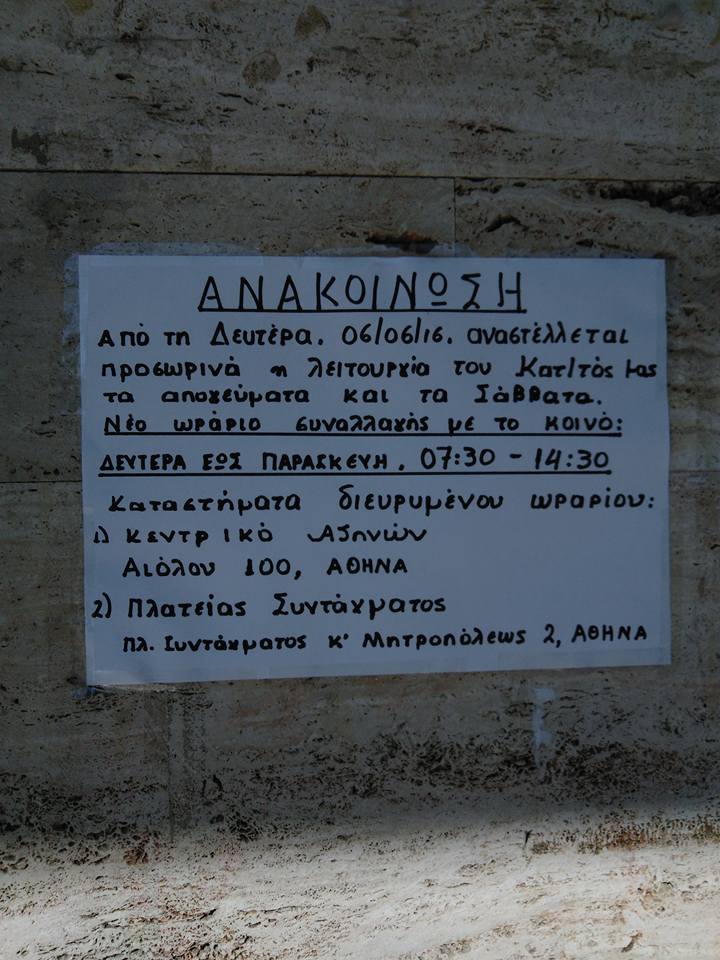 ΑΝΑΚΟΙΝΩΣΗ
Από τη Δευτέρα. 06/06/16. αναστέλλεται
προσωρινά η λειτουργία του Κατ/τός μας
τα απογεύματα και τα Σάββατα.
Νέο ωράριο συναλλαγής με το κοινό:
ΔΕΥΤΕΡΑ ΕΩΣ ΠΑΡΑΣΚΕΥΗ. 07:30 - 14:30
Καταστήματα διευρυμένου ωραρίου:
1) Κεντρικό Αθηνών
Αιόλου 100, ΑΘΗΝΑ
2) Πλατείας Συντάγματος
Πλ. Συντάγματος κ' Μητροπόλεως 2, ΑΘΗΝΑ